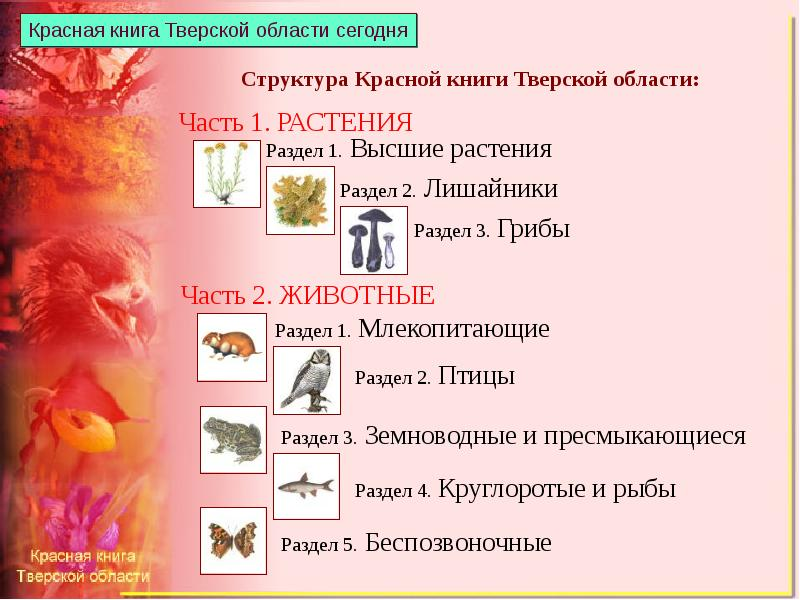 Красная книга Тверской области сегодня
Структура Красной книги Тверской области:
Часть 1. РАСТЕНИЯ
Раздел 1. Высшие растения
Раздел 2. Лишайники
Раздел 3. Грибы
Часть 2. ЖИВОТНЫЕ
Раздел 1. Млекопитающие
Раздел 2. Птицы
Раздел 3. Земноводные и пресмыкающиеся
Раздел 4. Круглоротые и рыбы
Раздел 5. Беспозвоночные
Красная книга
Тверской области